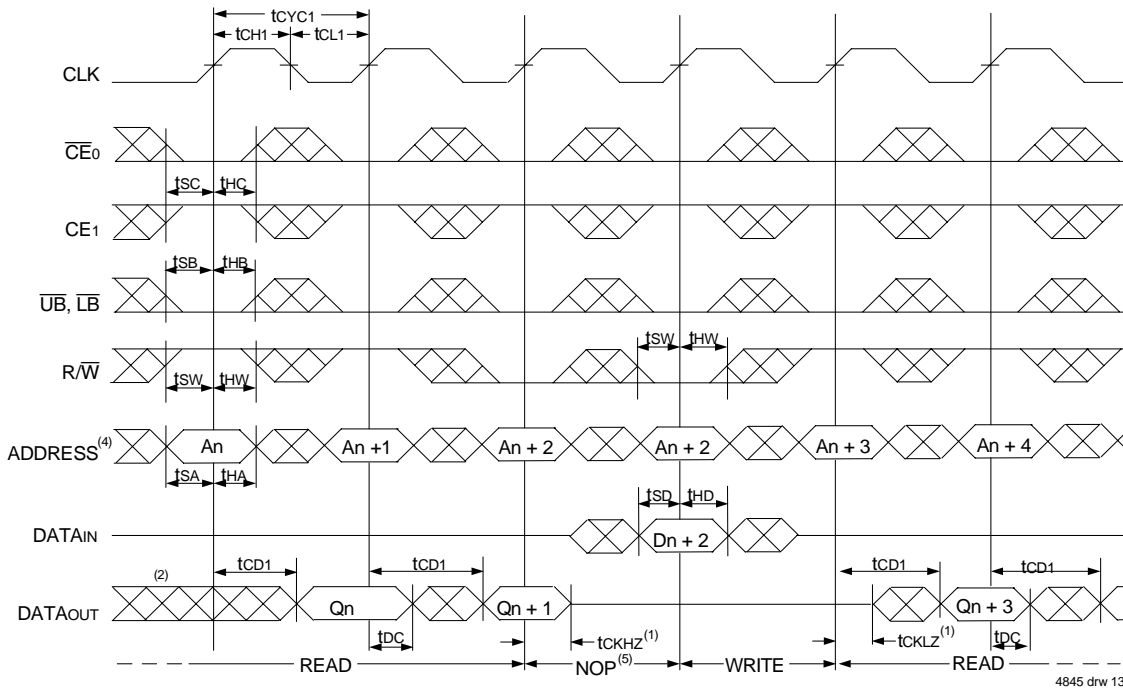 tCYC1
tCH1 tCL1
CLK
CE0
tSC tHC
CE1
tSB tHB
UB, LB
tSW tHW
R/W
tSW tHW
ADDRESS(4) An An +1 An + 2 An + 2 An + 3 An + 4
tSA tHA
tSD tHD
DATAIN Dn + 2
tCD1 tCD1 tCD1 tCD1
(2)
DATAOUT Qn Qn + 1 Qn + 3
tDC tCKHZ(1) tCKLZ(1) tDC
READ NOP(5) WRITE READ
4845 drw 13